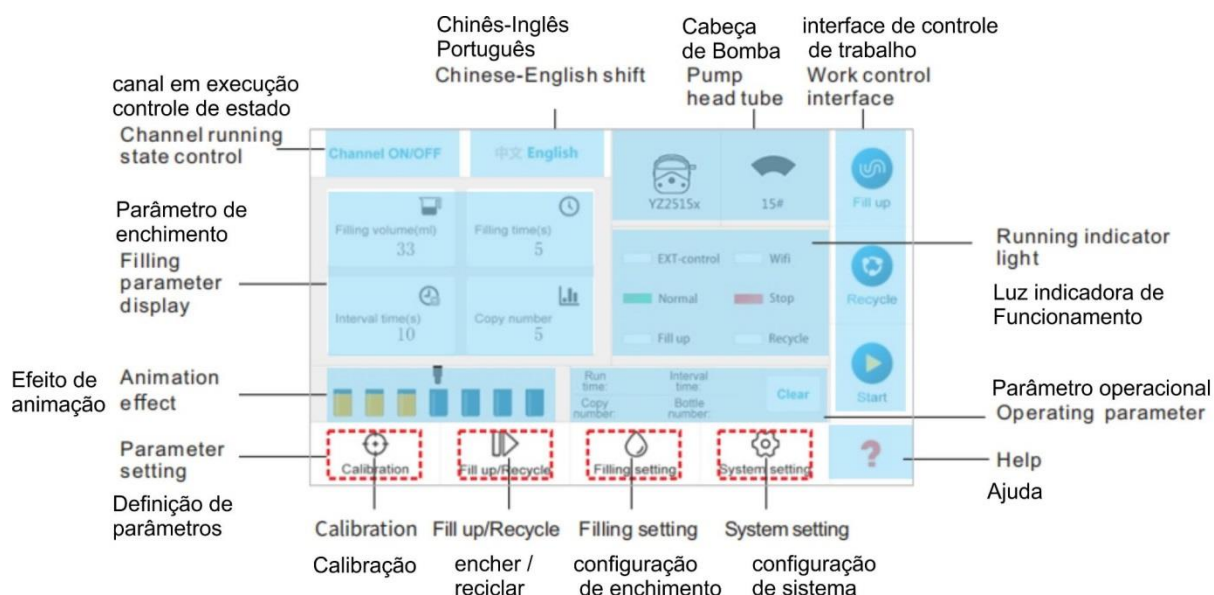 Chinês-Inglês
Português
Chinese-English shift
Cabeça
de Bomba
Pump
head tube
interface de controle
de trabalho
Work control
interface
canal em execução
controle de estado
Channel running
state control
Channel ON/OFF
中文 English
YZ2515x
15#
Fill up
Parâmetro de
enchimento
Filling
parameter
display
Filling volume(ml)
33
Filling time(s)
5
Interval time(s)
10
Copy number
5
EXT-control
Wifi
Normal
Stop
Fill up
Recycle
Recycle
Running indicator
light
Luz indicadora de
Funcionamento
Efeito de
animação
Animation
effect
Run
time:
Interval
time:
Copy
number:
Bottle
number:
Clear
Start
Parâmetro operacional
Operating parameter
Parameter
setting
Definição de
parâmetros
Calibration
Fill up/Recycle
Filling setting
System setting
?
Help
Ajuda
Calibration
Calibração
Fill up/Recycle
encher /
reciclar
Filling setting
configuração
de enchimento
System setting
configuração
de sistema